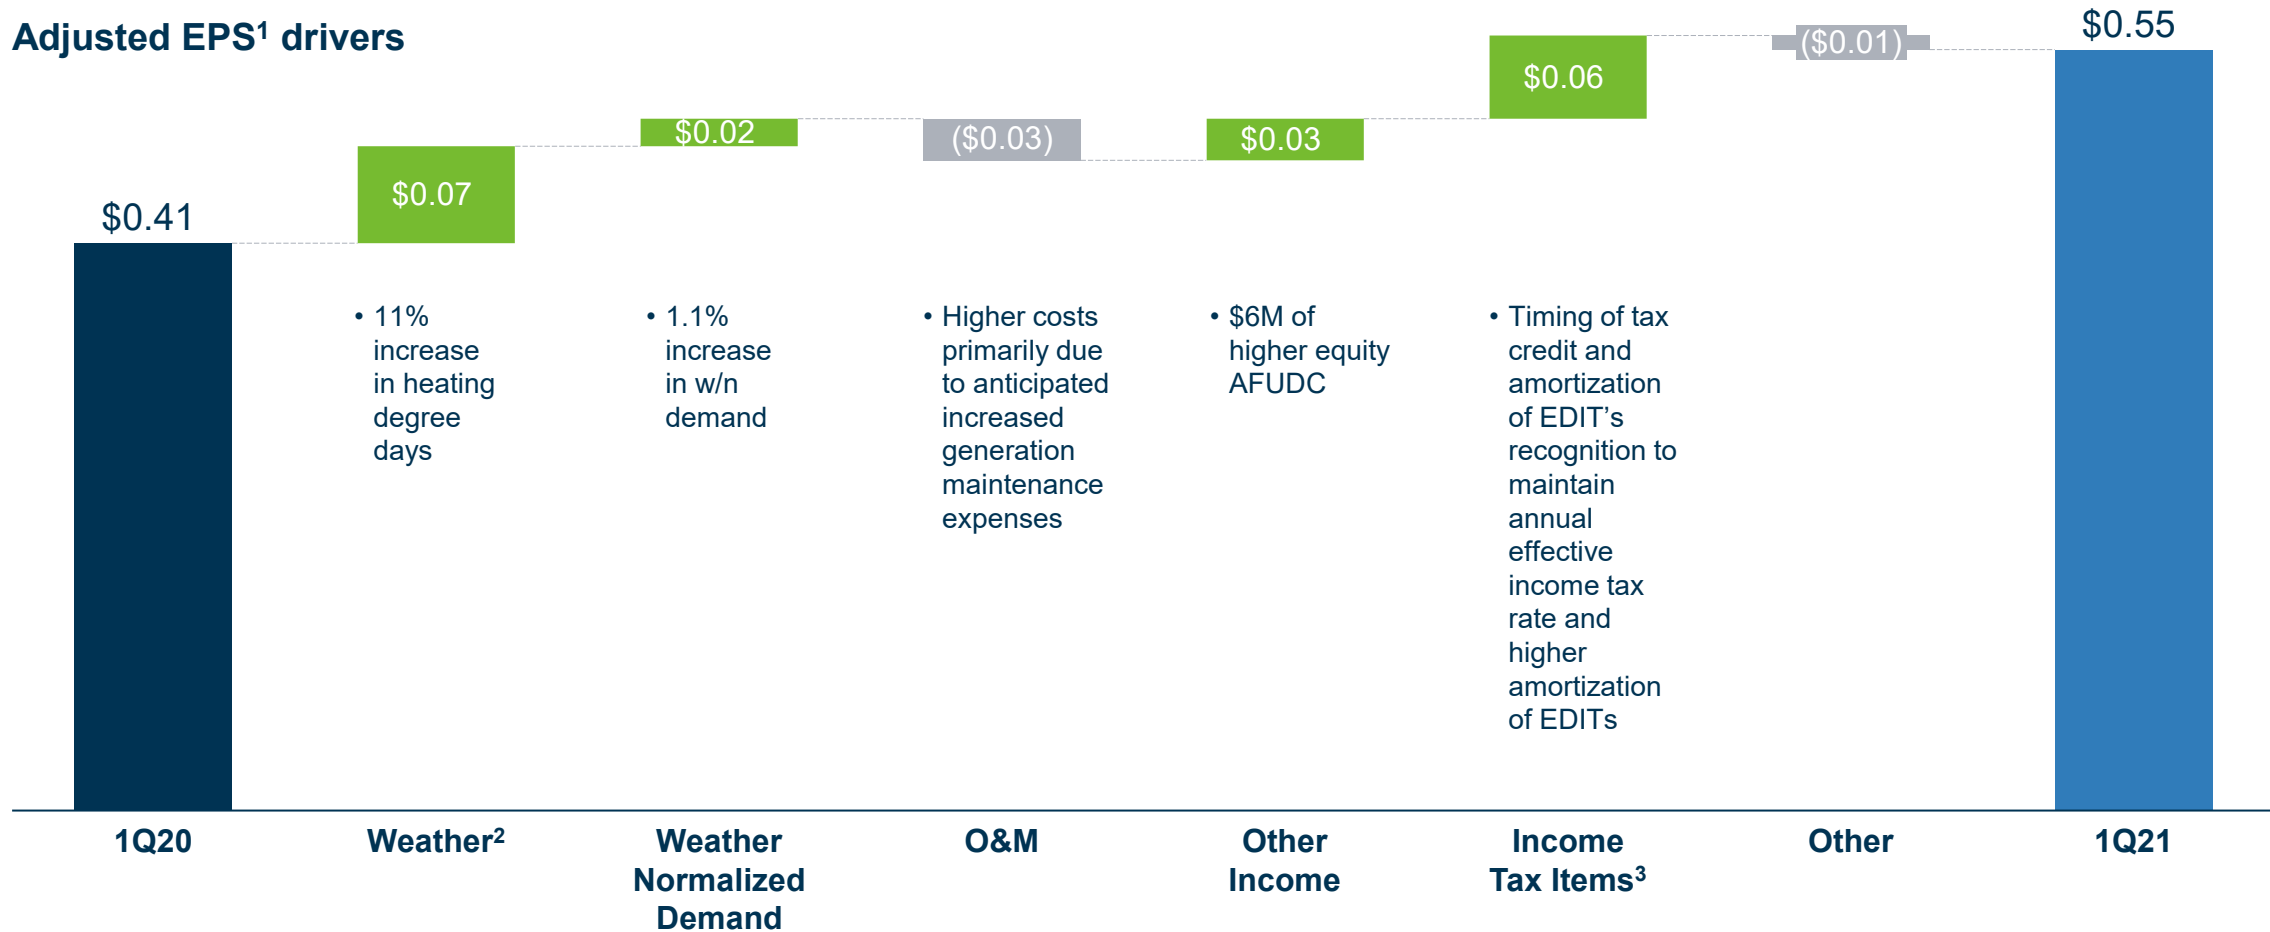 Adjusted EPS¹ drivers
$0.41
$0.07
$0.02
($0.03)
$0.03
$0.06
($0.01)
$0.55
• 11%
increase
in heating
degree
days
• 1.1%
increase
in w/n
demand
• Higher costs
primarily due
to anticipated
increased
generation
maintenance
expenses
• $6M of
higher equity
AFUDC
• Timing of tax
credit and
amortization
of EDIT’s
recognition to
maintain
annual
effective
income tax
rate and
higher
amortization
of EDITs
1Q20
Weather²
Weather
Normalized
Demand
O&M
Other
Income
Income
Tax Items³
Other
1Q21